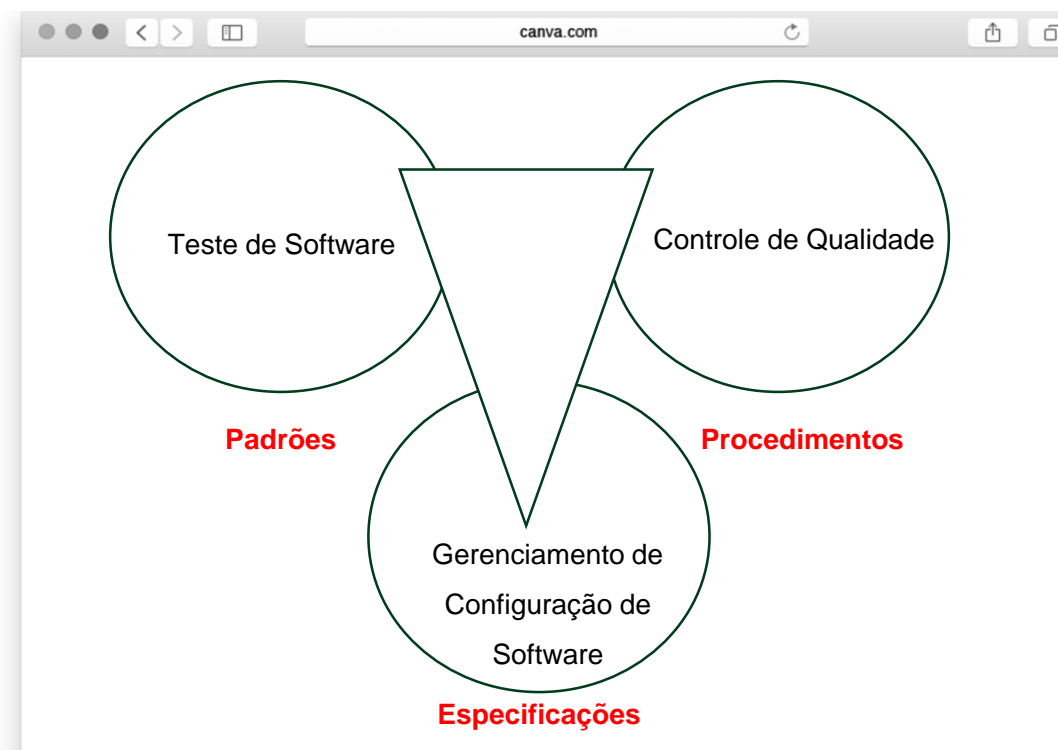 canva.com
Teste de Software
Controle de Qualidade
Padrões
Procedimentos
Gerenciamento de
Configuração de
Software
Especificações